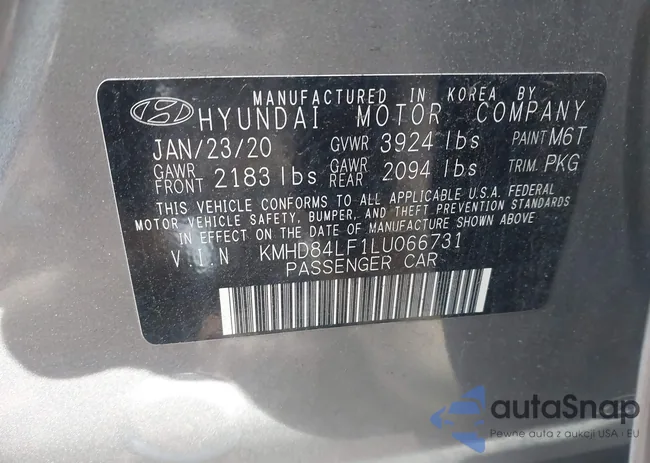 MANUFACTURED IN KOREA BY
HYUNDAI MOTOR COMPANY
JAN/23/20 GVWR 3924 lbs PAINT M6T
GAWR FRONT 2183 lbs GAWR REAR 2094 lbs TRIM. PKG
THIS VEHICLE CONFORMS TO ALL APPLICABLE U.S.A. FEDERAL
MOTOR VEHICLE SAFETY, BUMPER, AND THEFT PREVENTION STANDARDS
IN EFFECT ON THE DATE OF MANUFACTURE SHOWN ABOVE
V.I.N KMHD84LF1LU066731
PASSENGER CAR
autoSnap
Pewne auta z aukcji USA i EU